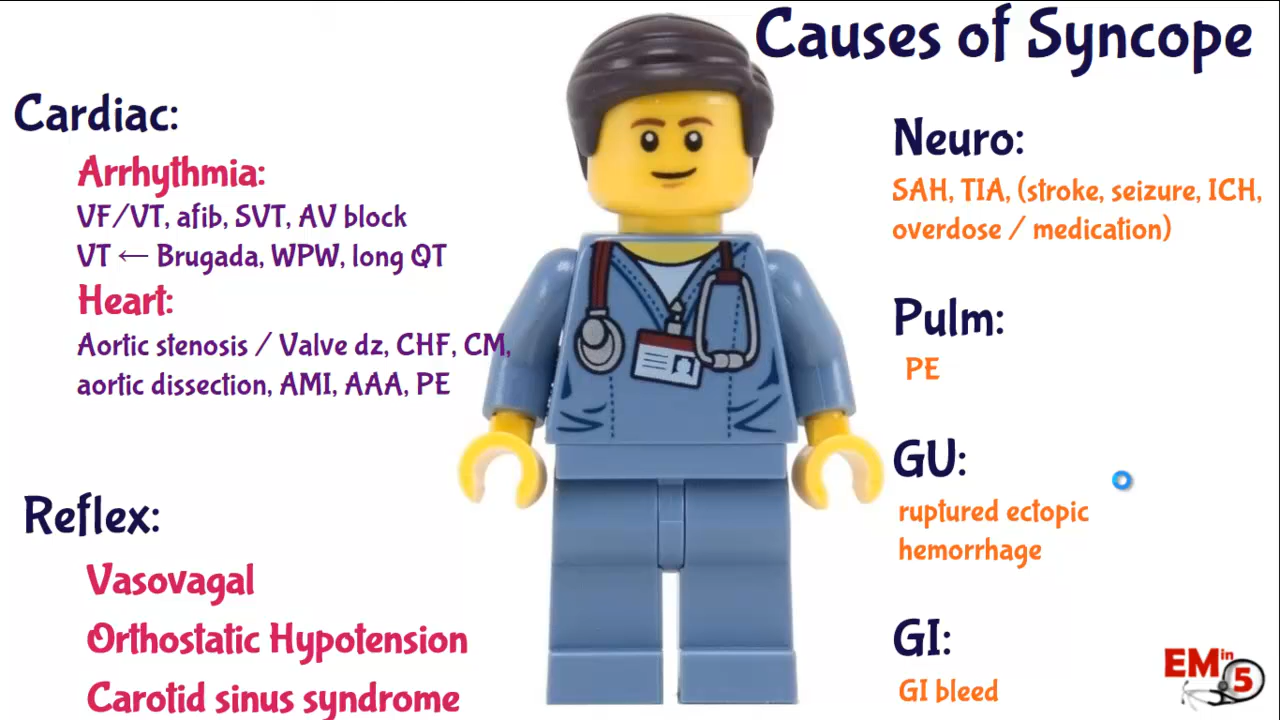 Causes of Syncope
Cardiac:
Arrhythmia:
VF/VT, afib, SVT, AV block
VT ← Brugada, WPW, long QT
Heart:
Aortic stenosis / Valve dz, CHF, CM,
aortic dissection, AMI, AAA, PE
Reflex:
Vasovagal
Orthostatic Hypotension
Carotid sinus syndrome
Neuro:
SAH, TIA, (stroke, seizure, ICH,
overdose / medication)
Pulm:
PE
GU:
ruptured ectopic
hemorrhage
GI:
GI bleed
EM in 5